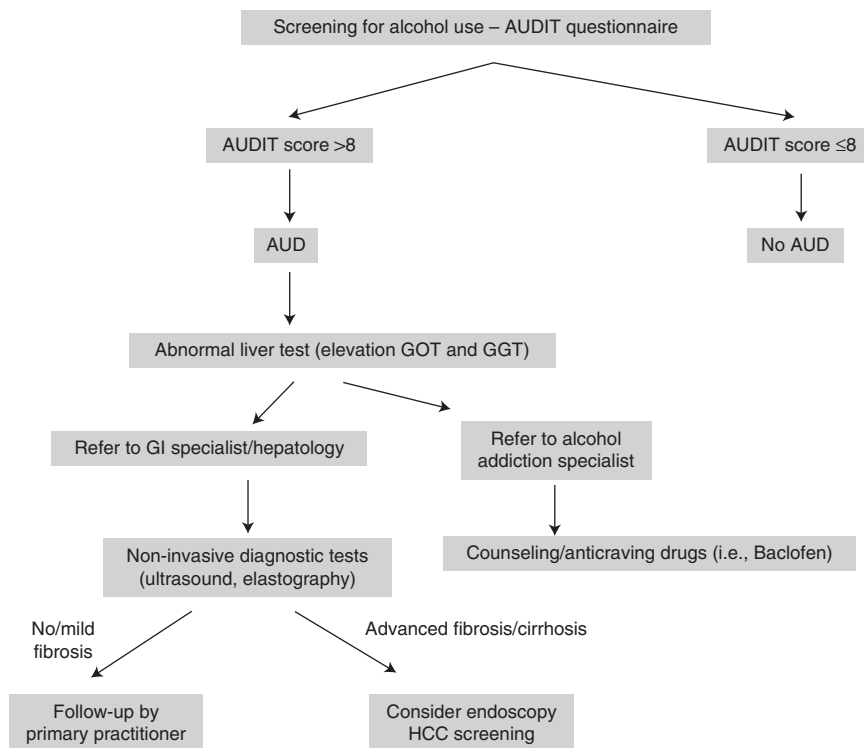 Screening for alcohol use – AUDIT questionnaire
AUDIT score >8
AUDIT score ≤8
AUD
No AUD
Abnormal liver test (elevation GOT and GGT)
Refer to GI specialist/hepatology
Refer to alcohol
addiction specialist
Non-invasive diagnostic tests
(ultrasound, elastography)
Counseling/anticraving drugs (i.e., Baclofen)
No/mild
fibrosis
Advanced fibrosis/cirrhosis
Follow-up by
primary practitioner
Consider endoscopy
HCC screening